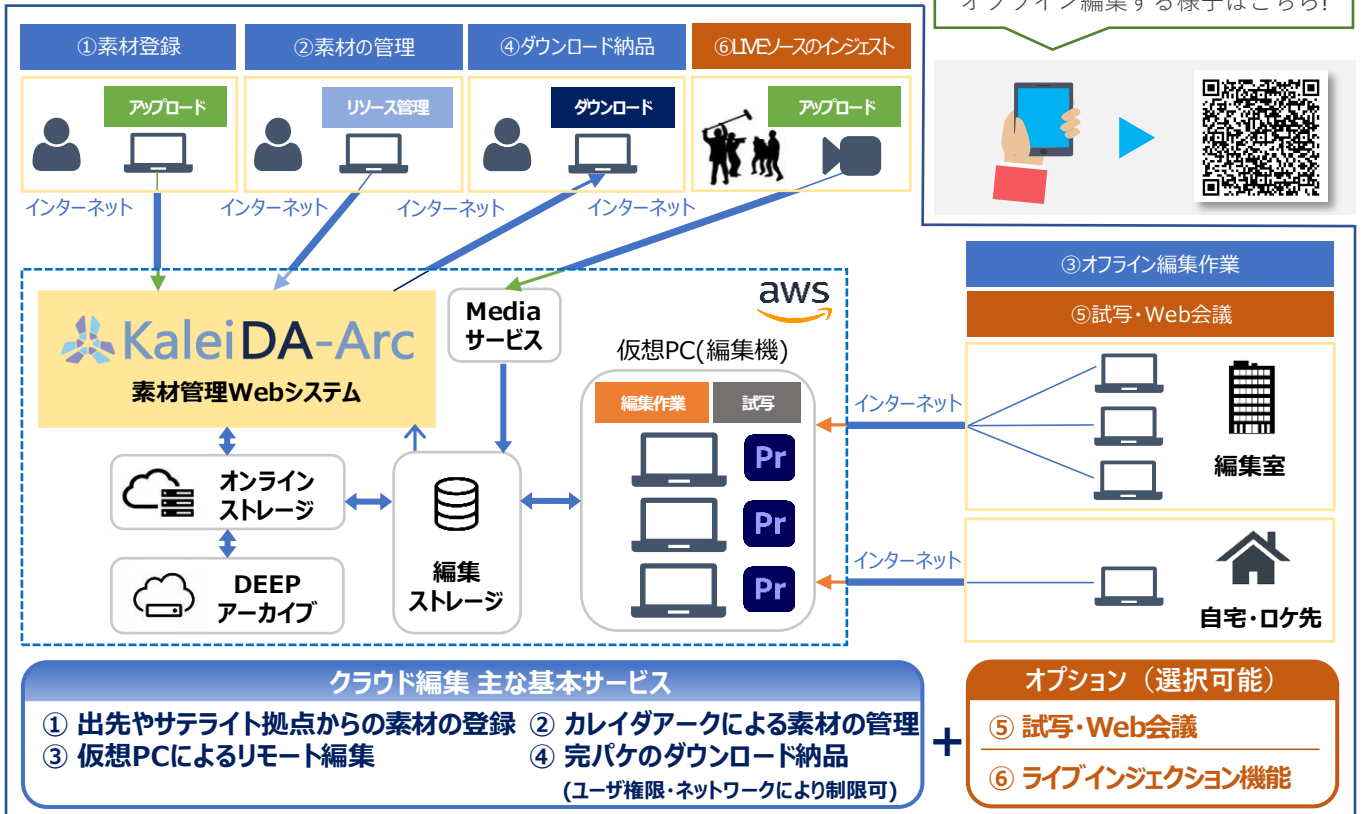 オフライン編集する様子はこちら!
①素材登録
②素材の管理
④ダウンロード納品
⑥LIVEソースのインジェスト
アップロード
リソース管理
ダウンロード
アップロード
インターネット
インターネット
インターネット
インターネット
③オフライン編集作業
⑤試写・Web会議
aws
KaleiDA-Arc
素材管理Webシステム
Media
サービス
仮想PC(編集機)
編集作業
試写
Pr
Pr
Pr
インターネット
インターネット
編集室
自宅・ロケ先
オンライン
ストレージ
DEEP
アーカイブ
編集
ストレージ
クラウド編集 主な基本サービス
① 出先やサテライト拠点からの素材の登録
② カレイダアークによる素材の管理
③ 仮想PCによるリモート編集
④ 完パケのダウンロード納品
(ユーザ権限・ネットワークにより制限可)
+
オプション（選択可能）
⑤ 試写・Web会議
⑥ ライブインジェクション機能